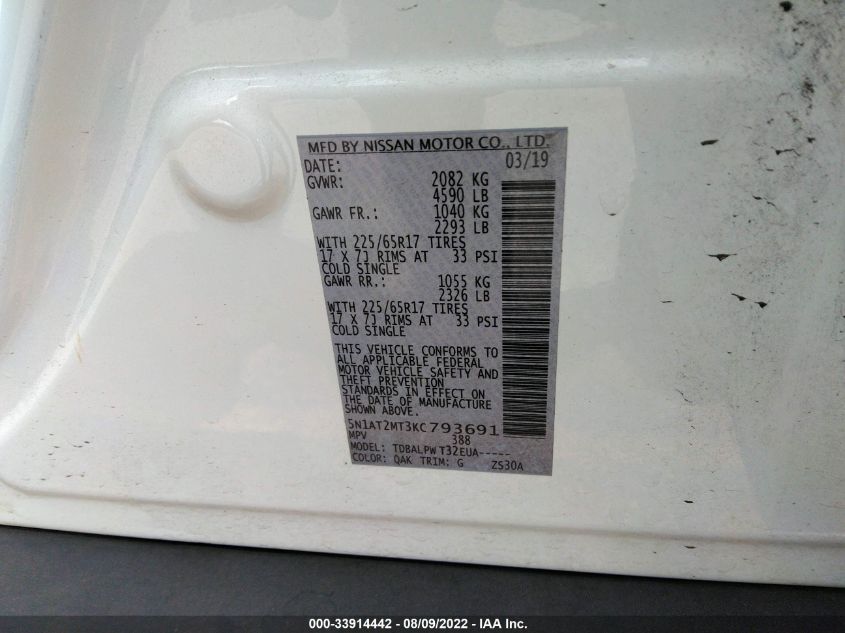 MFD BY NISSAN MOTOR CO., LTD.
DATE: 03/19
GVWR: 2082 KG
4590 LB
GAWR FR.: 1040 KG
2293 LB
WITH 225/65R17 TIRES
17 X 7J RIMS AT 33 PSI
COLD SINGLE
GAWR RR.: 1055 KG
2326 LB
WITH 225/65R17 TIRES
17 X 7J RIMS AT 33 PSI
COLD SINGLE
THIS VEHICLE CONFORMS TO
ALL APPLICABLE FEDERAL
MOTOR VEHICLE SAFETY AND
THEFT PREVENTION
STANDARDS IN EFFECT ON
THE DATE OF MANUFACTURE
SHOWN ABOVE.
5N1AT2MT3KC793691
MPV 388
MODEL: TDBALPW T32EUA-----
COLOR: QAK TRIM: G ZS30A
000-33914442 - 08/09/2022 - IAA Inc.